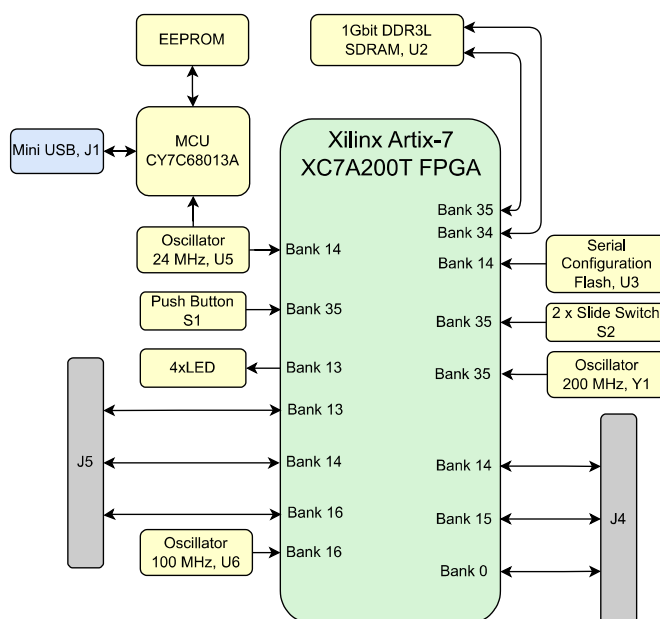 EEPROM
1Gbit DDR3L
SDRAM, U2
Mini USB, J1
MCU
CY7C68013A
Xilinx Artix-7
XC7A200T FPGA
Oscillator
24 MHz, U5
Bank 14
Push Button
S1
Bank 35
4xLED
Bank 13
Bank 13
J5
Bank 14
Bank 16
Oscillator
100 MHz, U6
Bank 16
Bank 35
Bank 34
Bank 14
Serial
Configuration
Flash, U3
Bank 35
2 x Slide Switch
S2
Bank 35
Oscillator
200 MHz, Y1
Bank 14
Bank 15
J4
Bank 0